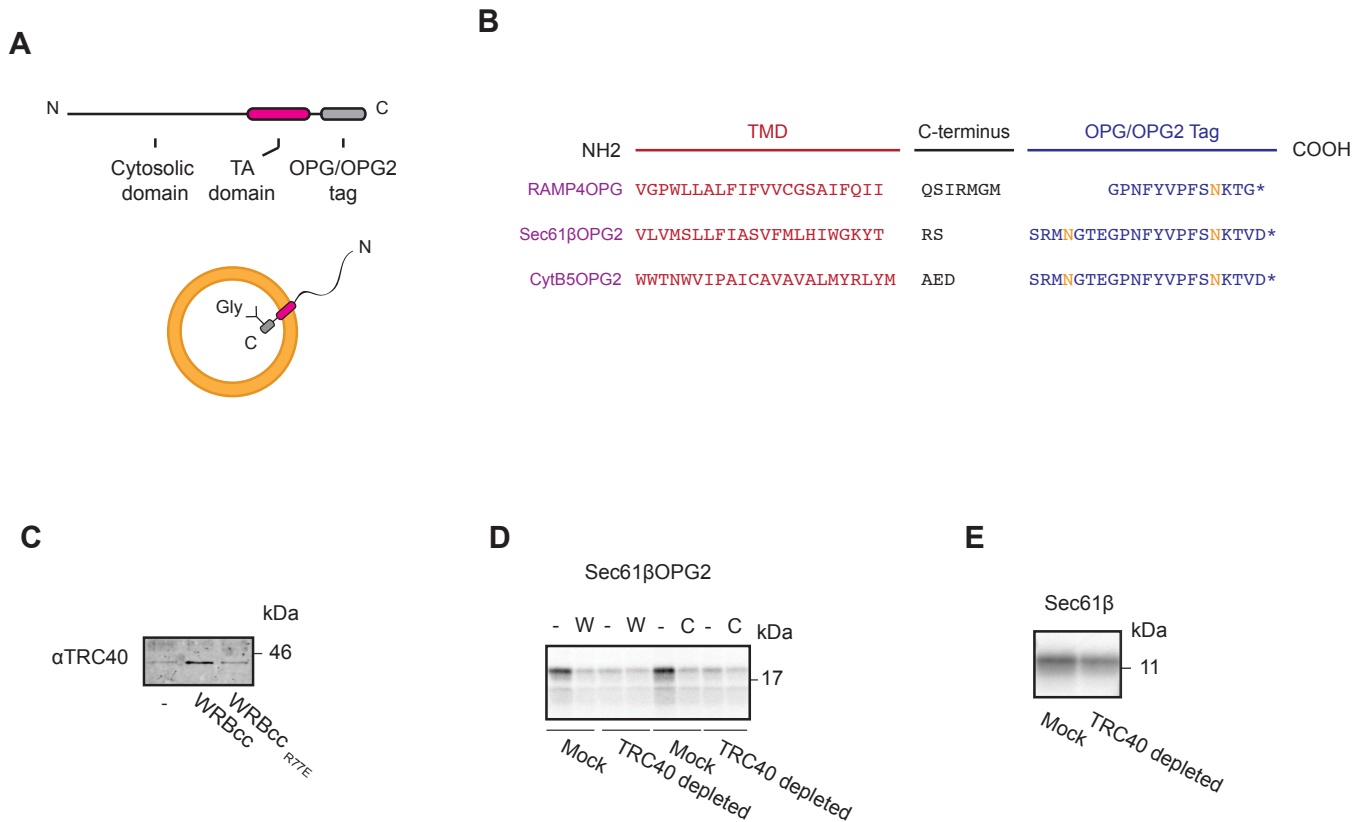 A
N
C
Cytosolic
domain
TA
domain
OPG/OPG2
tag
N
Gly
C
B
TMD
C-terminus
OPG/OPG2 Tag
NH2
COOH
RAMP4OPG VGPWLLALFIFVVCGSAIFQII QSIRMGM GPNFYVPFSNKTG*
Sec61βOPG2 VLVMSLLFIASVFMLHIWGKYT RS SRMNGTEGPNFYVPFSNKTVD*
CytB5OPG2 WWTNWVIPAICAVAVALMYRLYM AED SRMNGTEGPNFYVPFSNKTVD*
C
kDa
αTRC40
46
-
WRBcc
WRBcc R77E
D
Sec61βOPG2
- W - W - C - C kDa
17
Mock
TRC40 depleted
Mock
TRC40 depleted
E
Sec61β
kDa
11
Mock
TRC40 depleted